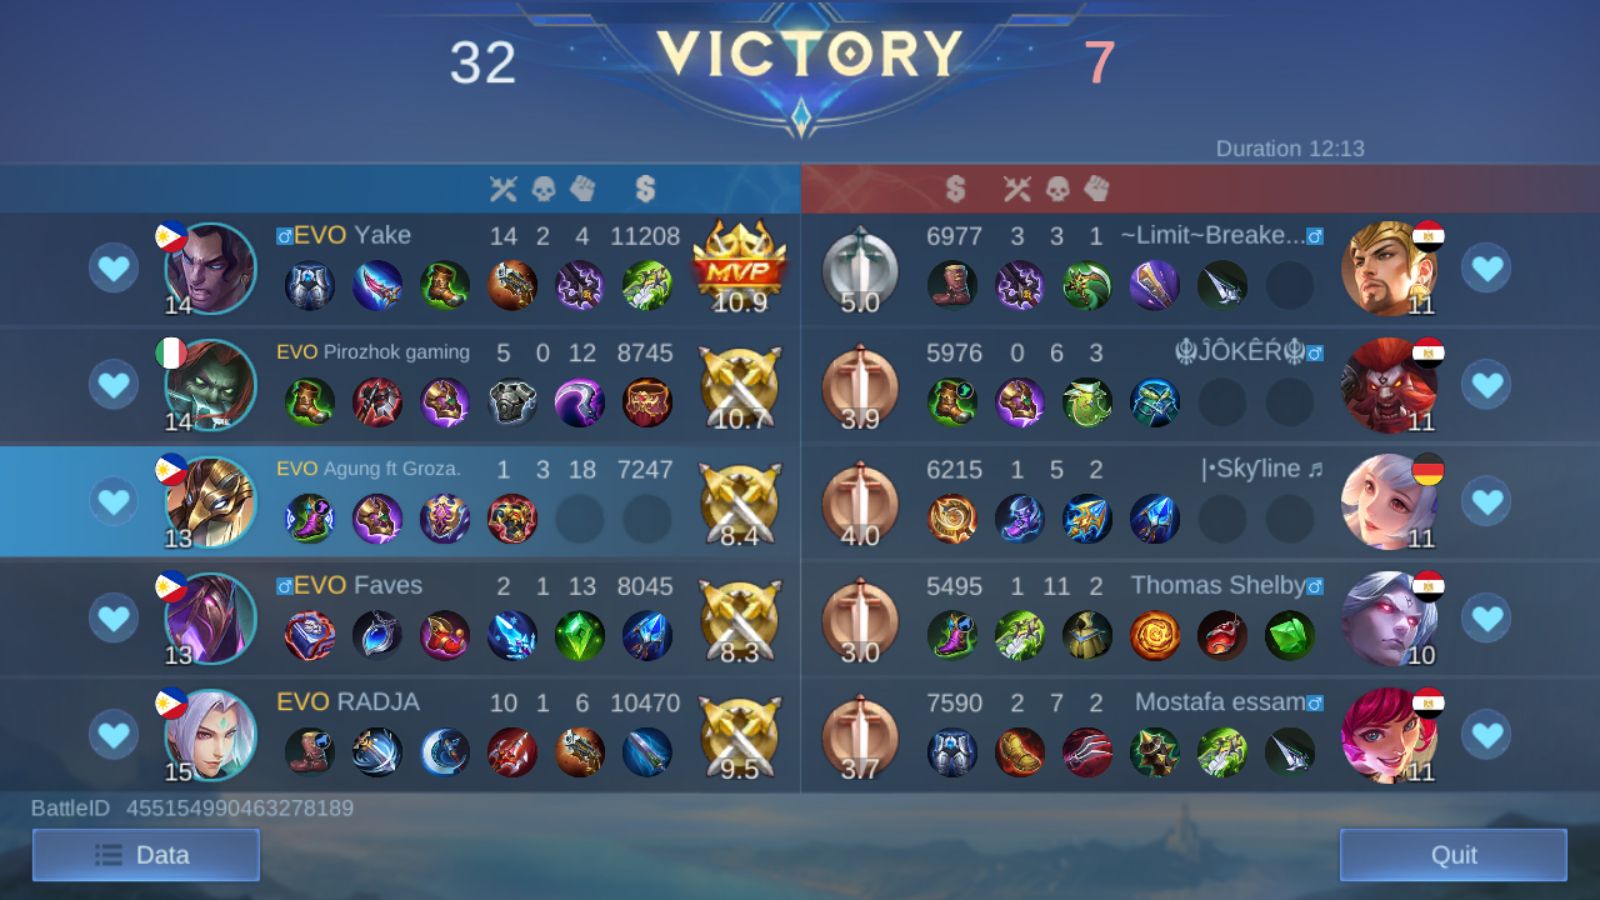 32 VICTORY 7
Duration 12:13
EVO Yake 14 2 4 11208 MVP 10.9 14
5.0 6977 3 3 1 ~Limit~Breake... 11
EVO Pirozhok gaming 5 0 12 8745 10.7 14
3.9 5976 0 6 3 ĴÔKÊŔ 11
EVO Agung ft Groza. 1 3 18 7247 8.4 13
4.0 6215 1 5 2 |•Sƙy'line ♬ 11
EVO Faves 2 1 13 8045 8.3 13
3.0 5495 1 11 2 Thomas Shelby 10
EVO RADJA 10 1 6 10470 9.5 15
3.7 7590 2 7 2 Mostafa essam 11
BattleID 455154990463278189
Data
Quit